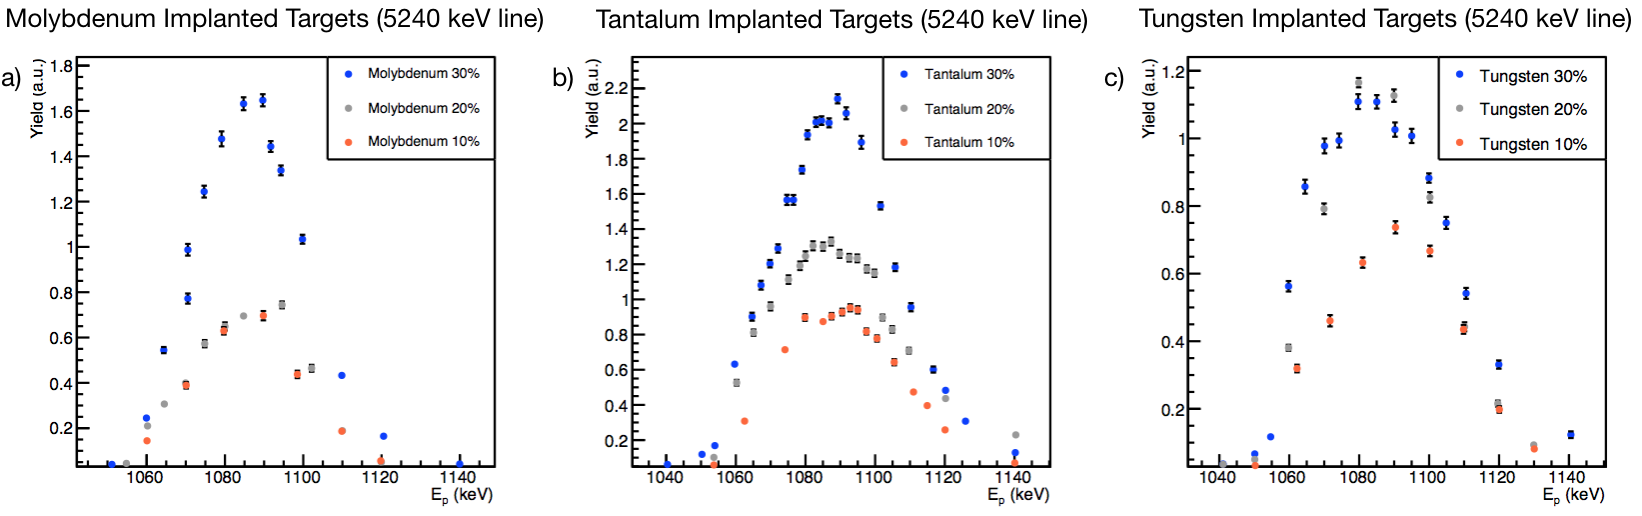 Molybdenum Implanted Targets (5240 keV line)
Tantalum Implanted Targets (5240 keV line)
Tungsten Implanted Targets (5240 keV line)
a)
Yield (a.u.)
1.8
1.6
1.4
1.2
1
0.8
0.6
0.4
0.2
Molybdenum 30%
Molybdenum 20%
Molybdenum 10%
1060
1080
1100
1120
1140
Ep (keV)
b)
Yield (a.u.)
2.2
2
1.8
1.6
1.4
1.2
1
0.8
0.6
0.4
0.2
Tantalum 30%
Tantalum 20%
Tantalum 10%
1040
1060
1080
1100
1120
1140
Ep (keV)
c)
Yield (a.u.)
1.2
1
0.8
0.6
0.4
0.2
Tungsten 30%
Tungsten 20%
Tungsten 10%
1040
1060
1080
1100
1120
1140
Ep (keV)